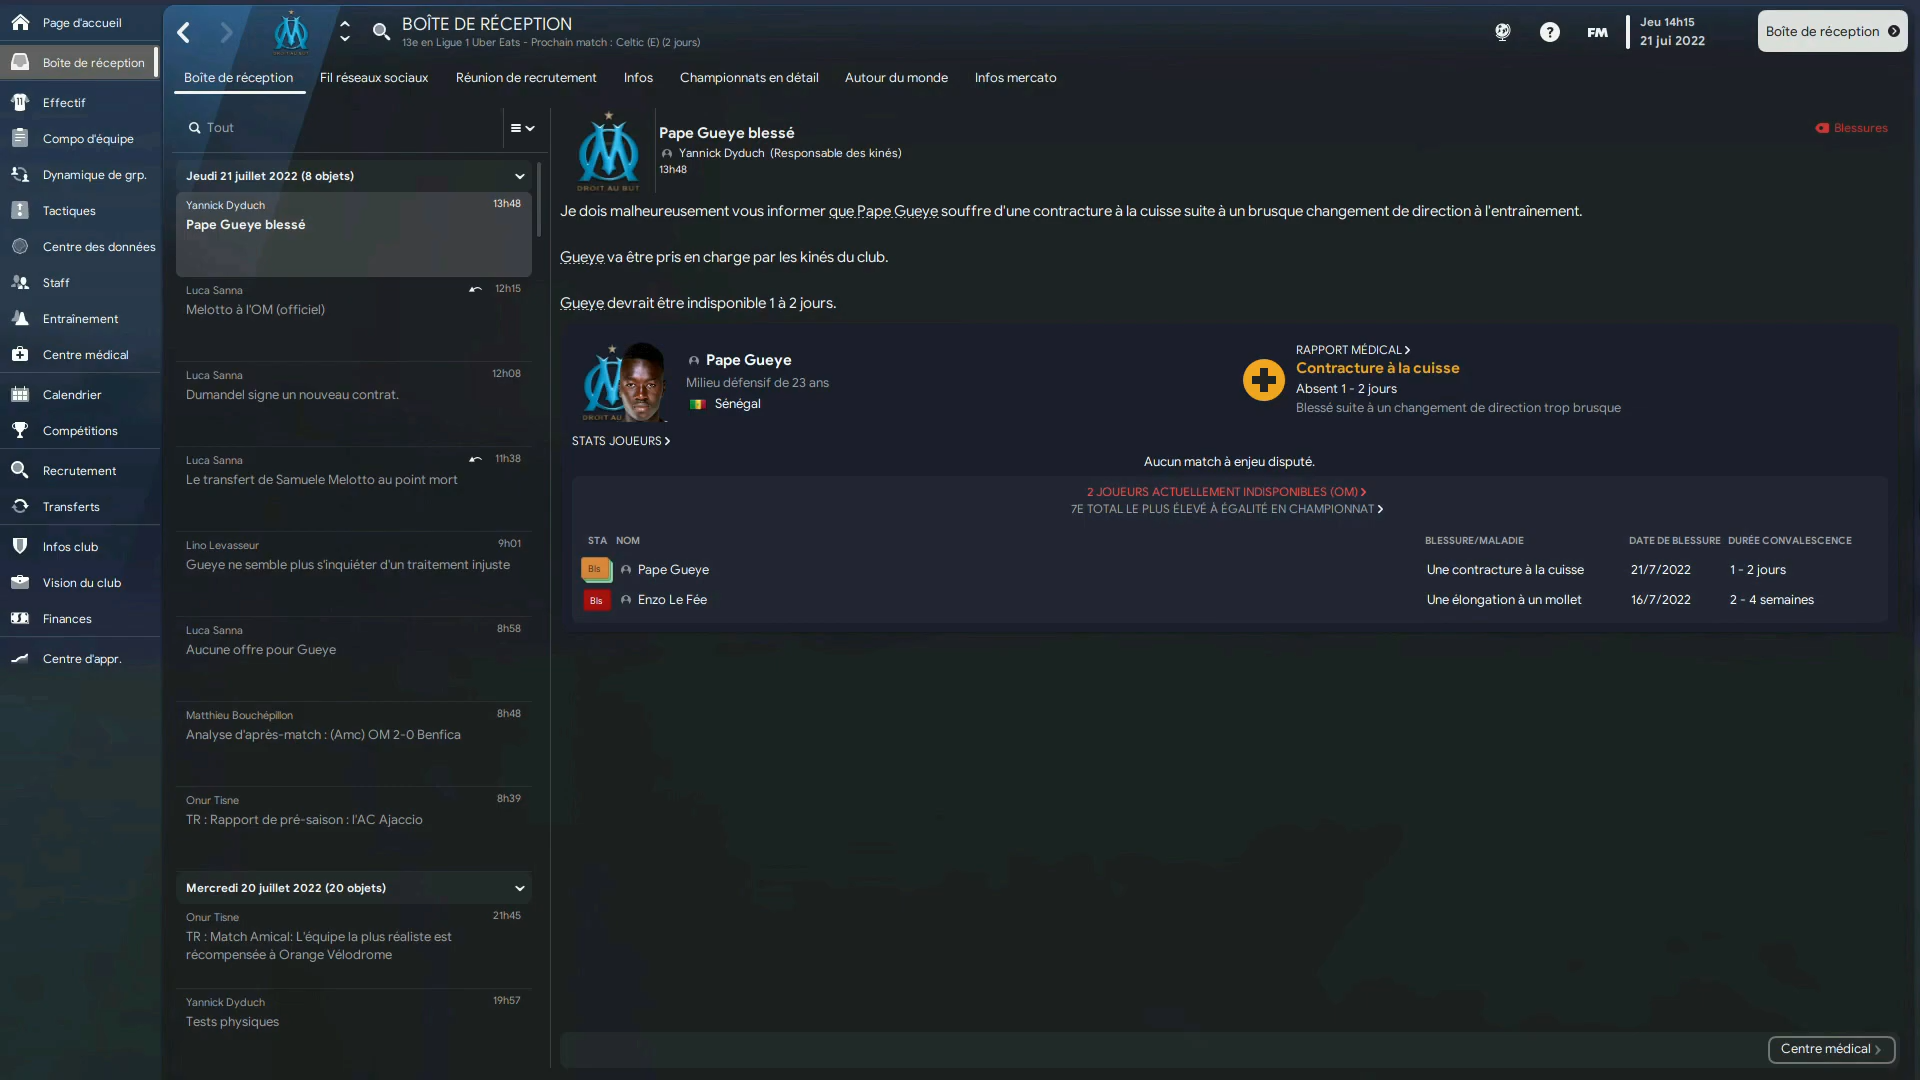 Page d'accueil
Boîte de réception
Effectif
Compo d'équipe
Dynamique de grp.
Tactiques
Centre des données
Staff
Entraînement
Centre médical
Calendrier
Compétitions
Recrutement
Transferts
Infos club
Vision du club
Finances
Centre d'appr.
BOÎTE DE RÉCEPTION
13e en Ligue 1 Uber Eats - Prochain match : Celtic (E) (2 jours)
FM
Jeu 14h15
21 jui 2022
Boîte de réception
Boîte de réception Fil réseaux sociaux Réunion de recrutement Infos Championnats en détail Autour du monde Infos mercato
Tout
Jeudi 21 juillet 2022 (8 objets)
Yannick Dyduch 13h48
Pape Gueye blessé
Luca Sanna 12h15
Melotto à l'OM (officiel)
Luca Sanna 12h08
Dumandel signe un nouveau contrat.
Luca Sanna 11h38
Le transfert de Samuele Melotto au point mort
Lino Levasseur 9h01
Gueye ne semble plus s'inquiéter d'un traitement injuste
Luca Sanna 8h58
Aucune offre pour Gueye
Matthieu Bouchépillon 8h48
Analyse d'après-match : (Amc) OM 2-0 Benfica
Onur Tisne 8h39
TR : Rapport de pré-saison : l'AC Ajaccio
Mercredi 20 juillet 2022 (20 objets)
Onur Tisne 21h45
TR : Match Amical: L'équipe la plus réaliste est
récompensée à Orange Vélodrome
Yannick Dyduch 19h57
Tests physiques
DROIT AU BUT
Pape Gueye blessé
Yannick Dyduch (Responsable des kinés)
13h48
Blessures
Je dois malheureusement vous informer que Pape Gueye souffre d'une contracture à la cuisse suite à un brusque changement de direction à l'entraînement.
Gueye va être pris en charge par les kinés du club.
Gueye devrait être indisponible 1 à 2 jours.
DROIT AU
Pape Gueye
Milieu défensif de 23 ans
Sénégal
STATS JOUEURS
RAPPORT MÉDICAL
Contracture à la cuisse
Absent 1 - 2 jours
Blessé suite à un changement de direction trop brusque
Aucun match à enjeu disputé.
2 JOUEURS ACTUELLEMENT INDISPONIBLES (OM)
7E TOTAL LE PLUS ÉLEVÉ À ÉGALITÉ EN CHAMPIONNAT
STA NOM BLESSURE/MALADIE DATE DE BLESSURE DURÉE CONVALESCENCE
Bls Pape Gueye Une contracture à la cuisse 21/7/2022 1 - 2 jours
Bls Enzo Le Fée Une élongation à un mollet 16/7/2022 2 - 4 semaines
Centre médical